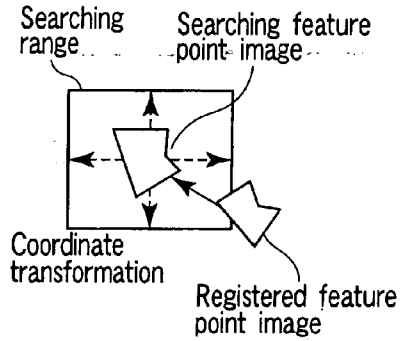 Searching
range
Searching feature
point image
Coordinate
transformation
Registered feature
point image